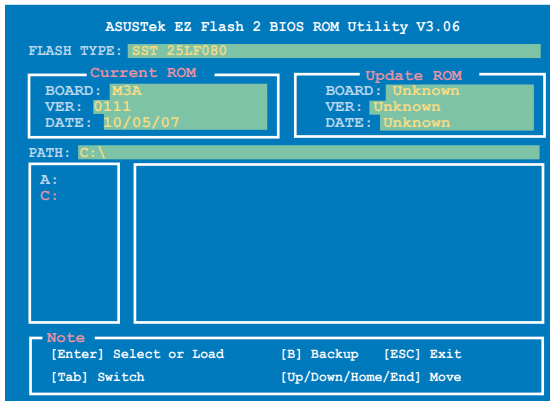 ASUSTek EZ Flash 2 BIOS ROM Utility V3.06
FLASH TYPE: SST 25LF080
Current ROM
BOARD: M3A
VER: 0111
DATE: 10/05/07
Update ROM
BOARD: Unknown
VER: Unknown
DATE: Unknown
PATH: C:\
A:
C:
Note
[Enter] Select or Load [B] Backup [ESC] Exit
[Tab] Switch [Up/Down/Home/End] Move